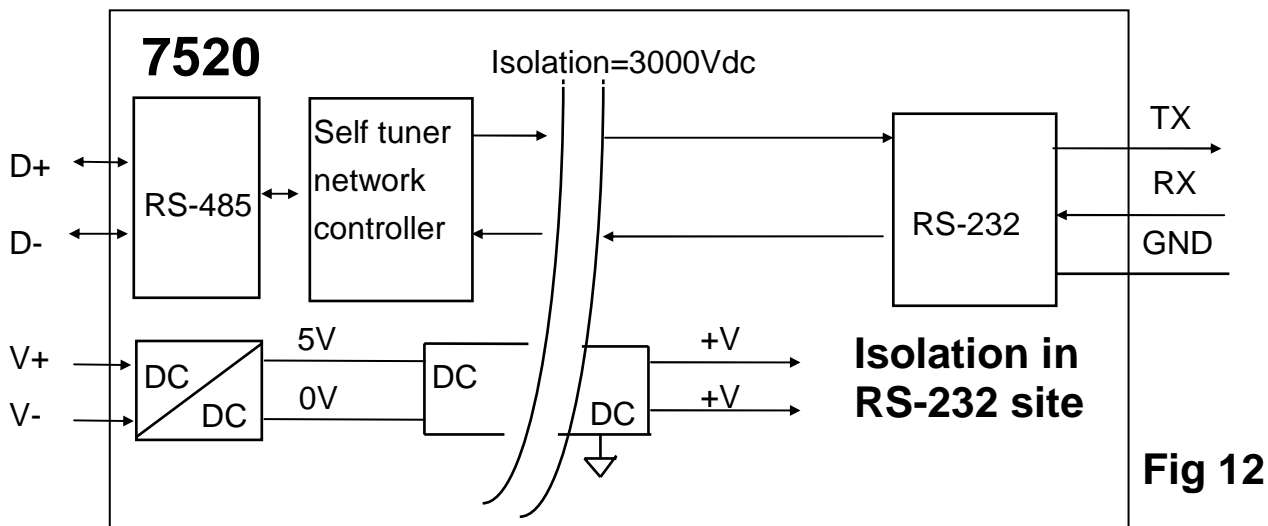 7520
Isolation=3000Vdc
D+
D-
RS-485
Self tuner
network
controller
RS-232
TX
RX
GND
V+
V-
DC
DC
5V
0V
DC
DC
+V
+V
Isolation in
RS-232 site
Fig 12